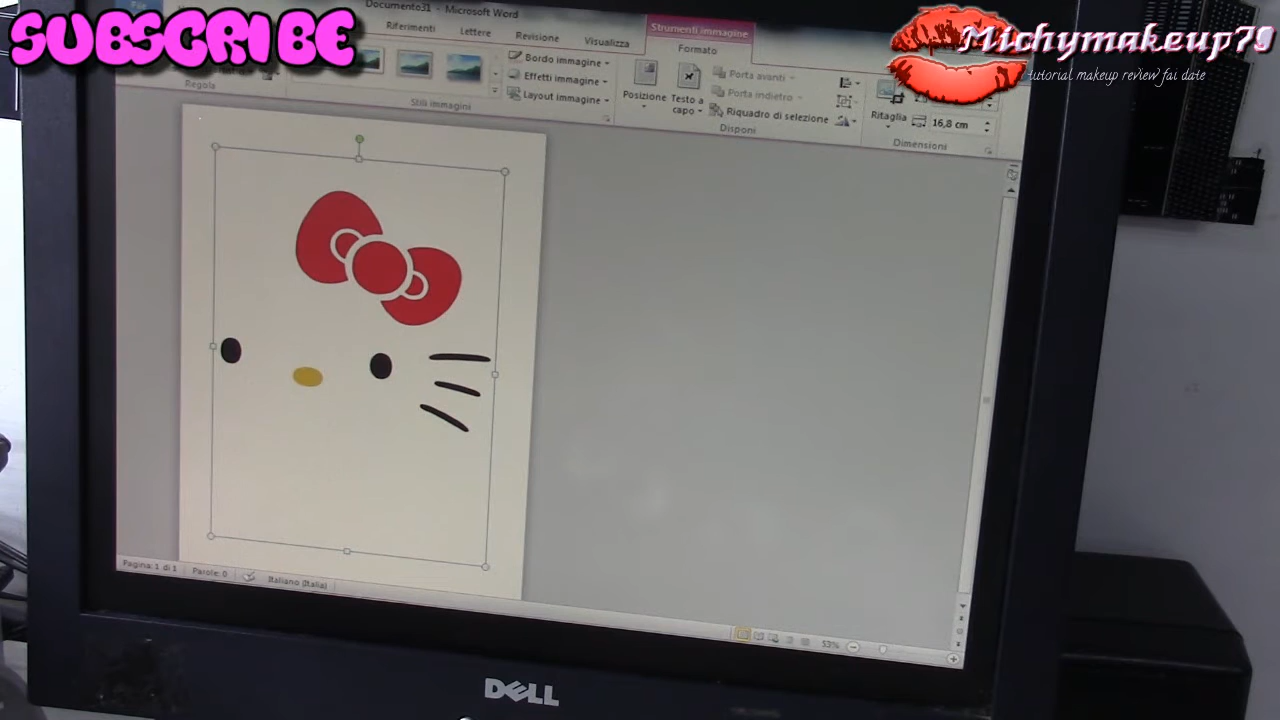 SUBSCRIBE
Michymakeup79
tutorial makeup review fai date
Documento31 - Microsoft Word
File
Riferimenti
Lettere
Revisione
Visualizza
Strumenti immagine
Formato
Bordo immagine
Effetti immagine
Layout immagine
Posizione
Testo a
capo
Porta avanti
Porta indietro
Riquadro di selezione
Ritaglia
16,8 cm
Regola
Stili immagini
Disponi
Dimensioni
Pagina: 1 di 1
Parole: 0
Italiano (Italia)
53%
DELL